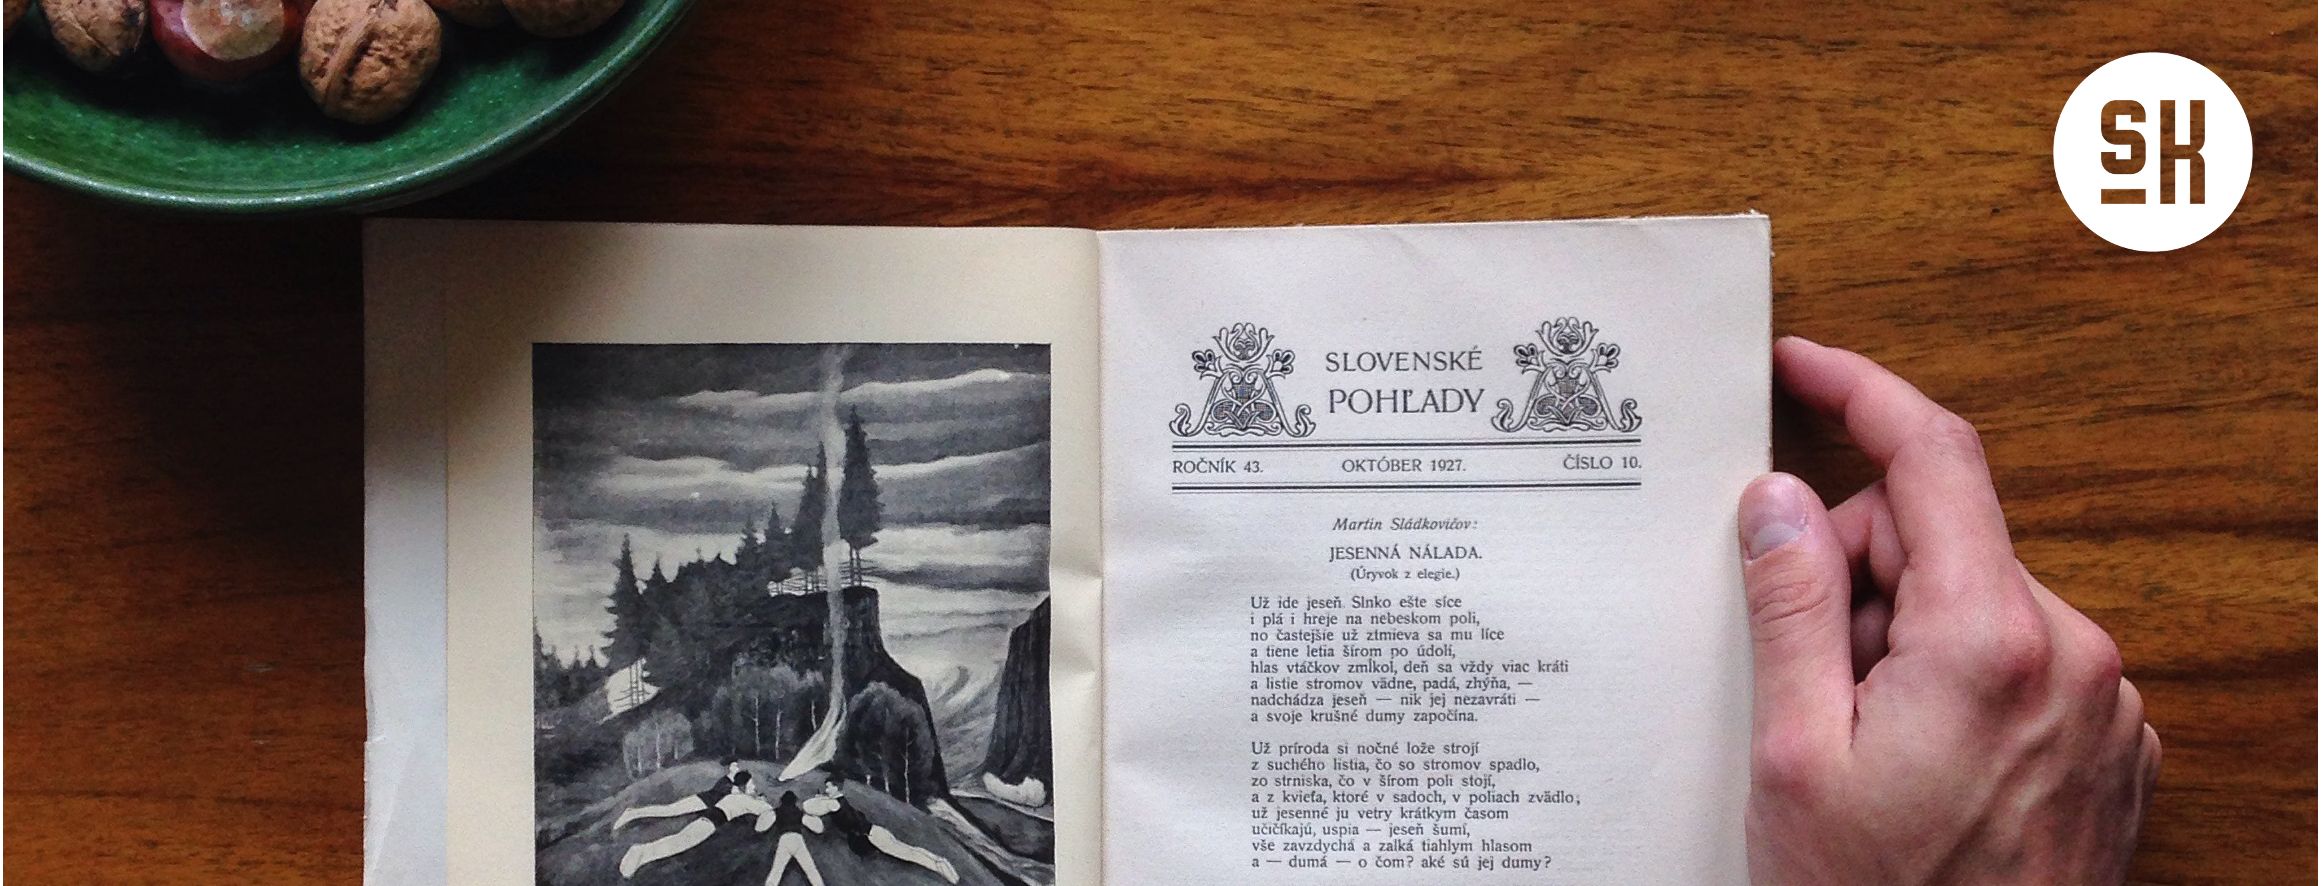 SK
SLOVENSKÉ
POHĽADY
ROČNÍK 43. OKTÓBER 1927. ČÍSLO 10.
Martin Sládkovičov:
JESENNÁ NÁLADA.
(Úryvok z elegie.)
Už ide jeseň. Slnko ešte síce
i plá i hreje na nebeskom poli,
no častejšie už ztmieva sa mu líce
a tiene letia šírom po údolí,
hlas vtáčkov zmĺkol, deň sa vždy viac kráti
a listie stromov vädne, padá, zhýňa, —
nadchádza jeseň — nik jej nezavráti —
a svoje krušné dumy započína.
Už príroda si nočné lože strojí
z suchého listia, čo so stromov spadlo,
zo strniska, čo v šírom poli stojí,
a z kvieťa, ktoré v sadoch, v poliach zvädlo;
už jesenné ju vetry krátkym časom
učičíkajú, uspia — jeseň šumí,
vše zavzdychá a zalká tiahlym hlasom
a — dumá — o čom? aké sú jej dumy?